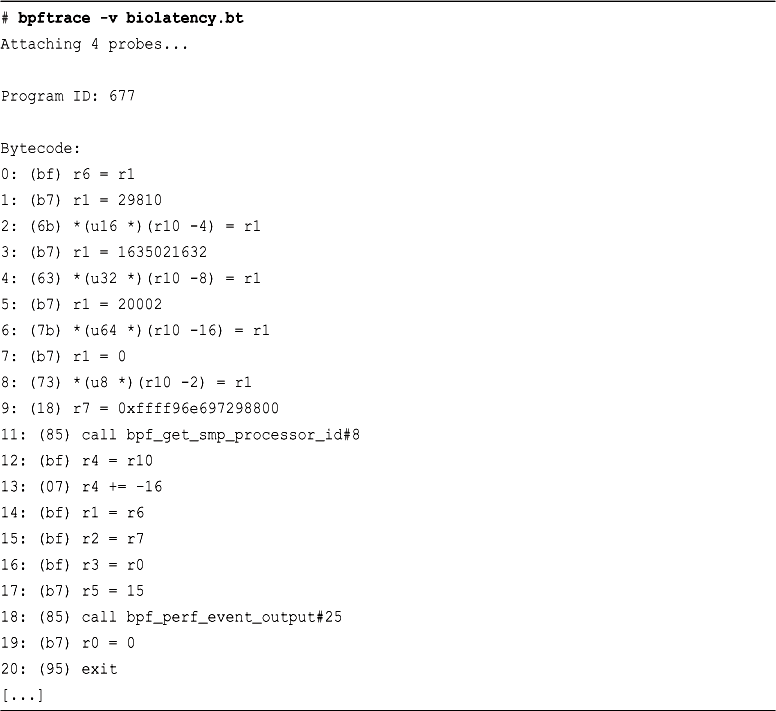 # bpftrace -v biolatency.bt
Attaching 4 probes...
Program ID: 677
Bytecode:
0: (bf) r6 = r1
1: (b7) r1 = 29810
2: (6b) *(u16 *)(r10 -4) = r1
3: (b7) r1 = 1635021632
4: (63) *(u32 *)(r10 -8) = r1
5: (b7) r1 = 20002
6: (7b) *(u64 *)(r10 -16) = r1
7: (b7) r1 = 0
8: (73) *(u8 *)(r10 -2) = r1
9: (18) r7 = 0xffff96e697298800
11: (85) call bpf_get_smp_processor_id#8
12: (bf) r4 = r10
13: (07) r4 += -16
14: (bf) r1 = r6
15: (bf) r2 = r7
16: (bf) r3 = r0
17: (b7) r5 = 15
18: (85) call bpf_perf_event_output#25
19: (b7) r0 = 0
20: (95) exit
[...]